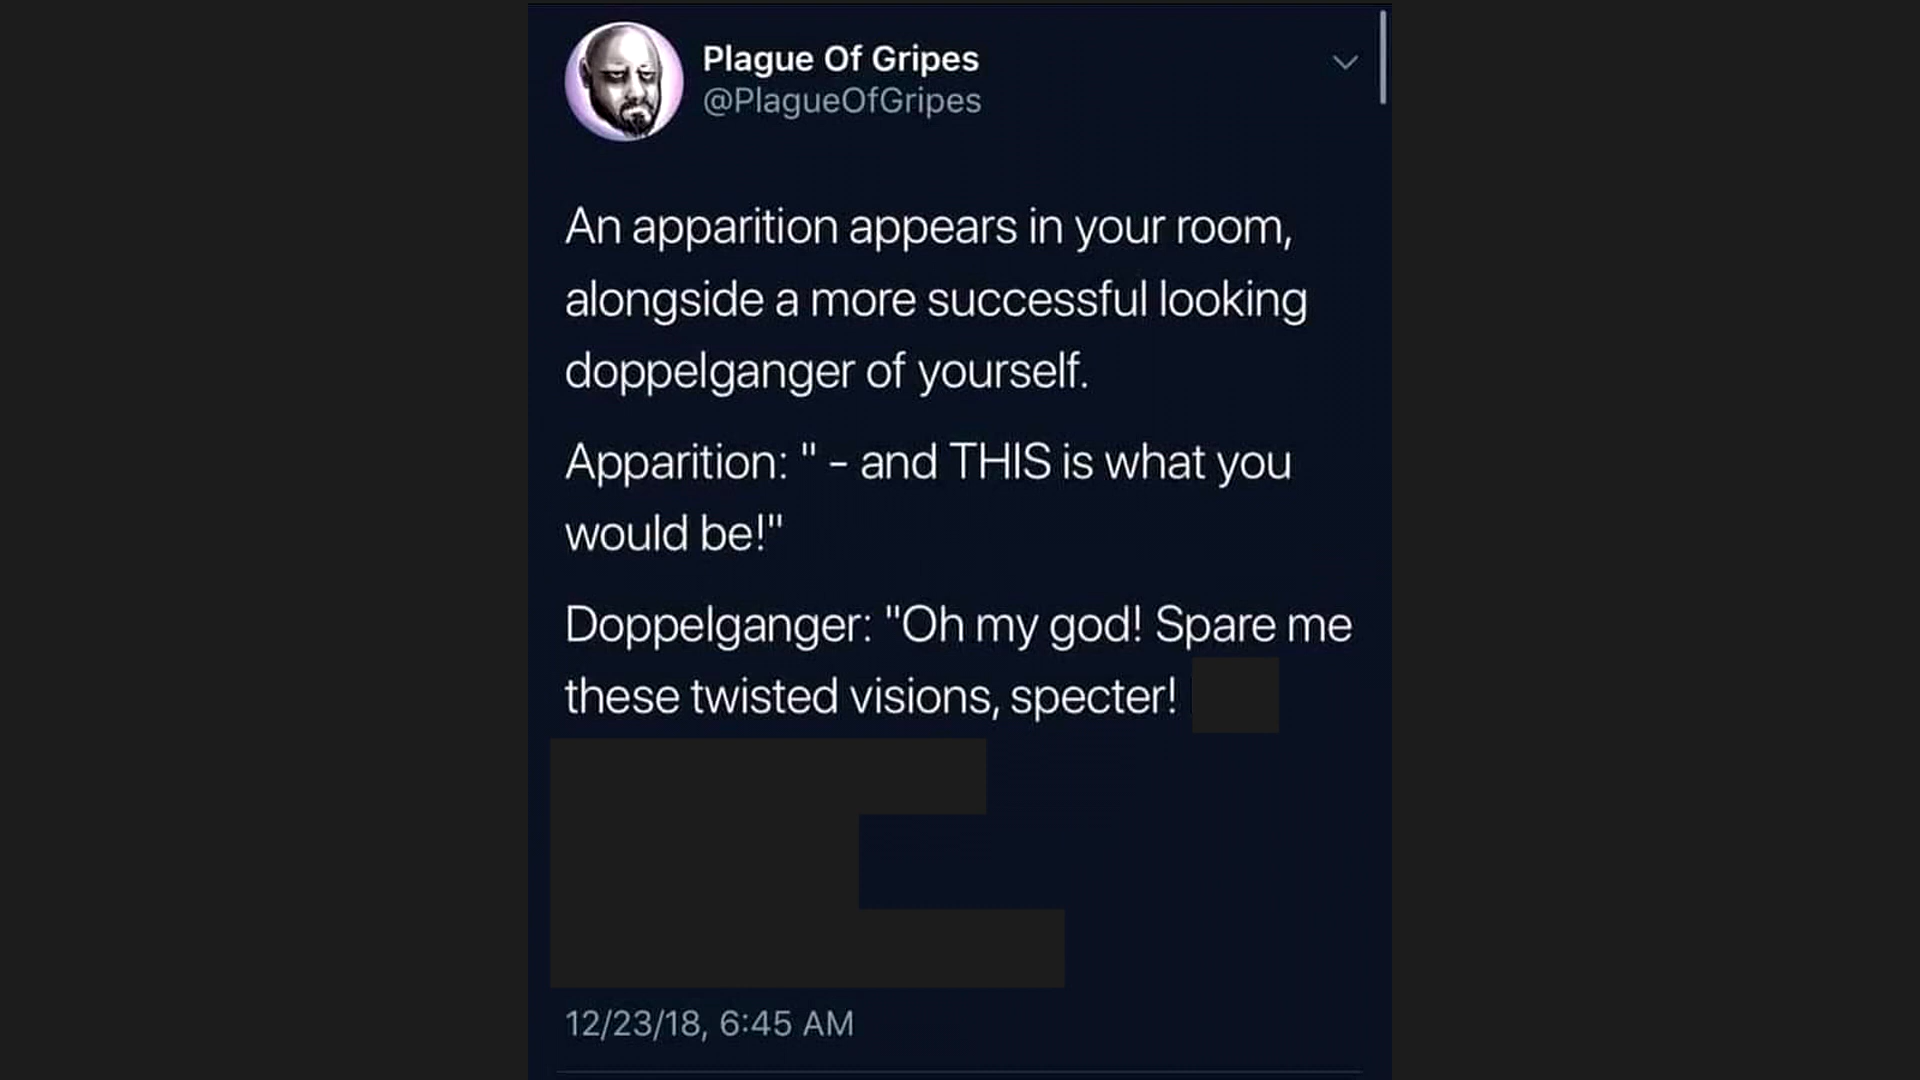 Plague Of Gripes
@PlagueOfGripes
An apparition appears in your room,
alongside a more successful looking
doppelganger of yourself.
Apparition: " - and THIS is what you
would be!"
Doppelganger: "Oh my god! Spare me
these twisted visions, specter!
12/23/18, 6:45 AM